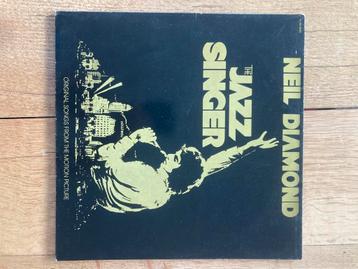 NEIL DIAMOND
THE
JAZZ
SINGER
ORIGINAL SONGS FROM THE MOTION PICTURE